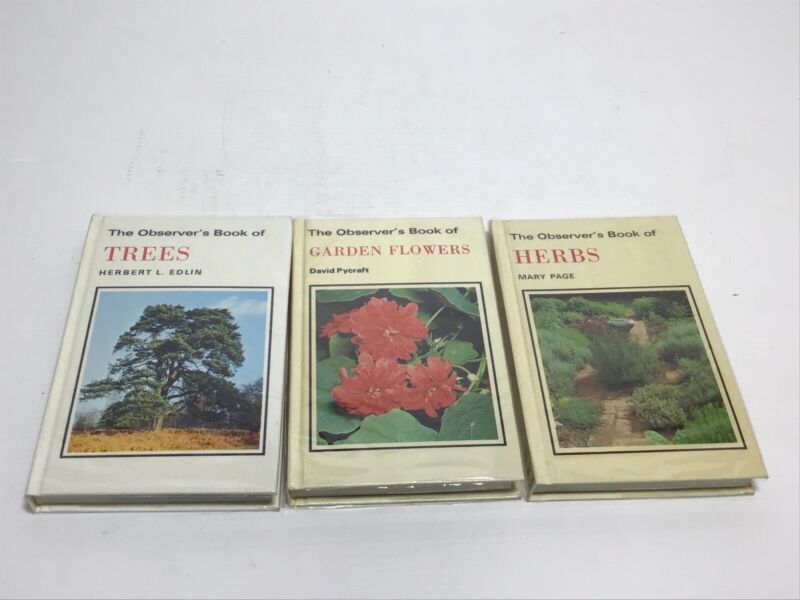 The Observer's Book of
TREES
HERBERT L. EDLIN
The Observer's Book of
GARDEN FLOWERS
David Pycraft
The Observer's Book of
HERBS
MARY PAGE